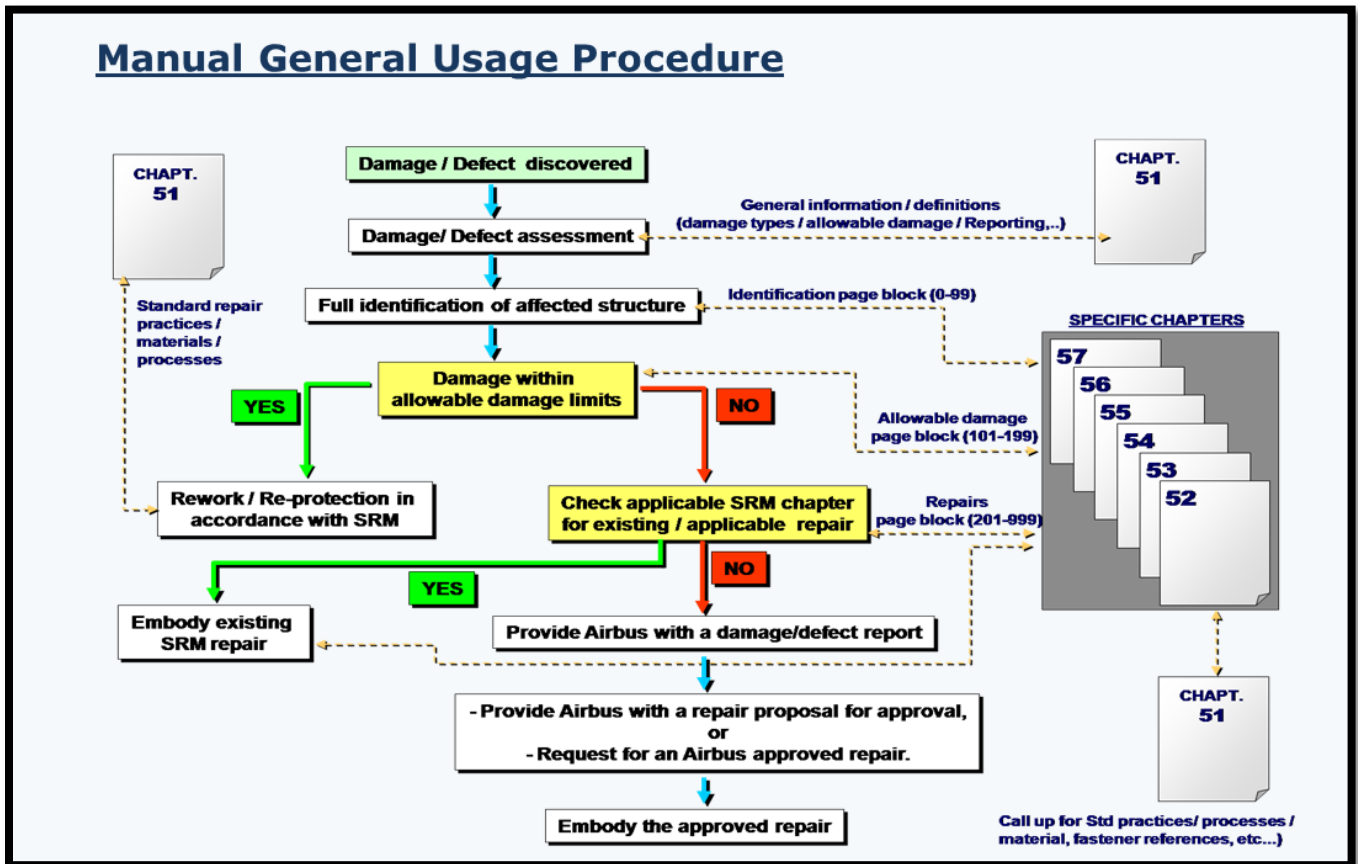 Manual General Usage Procedure
CHAPT.
51
Damage / Defect  discovered
CHAPT.
51
General information / definitions
(damage types / allowable damage / Reporting,..)
Damage/ Defect assessment
Standard repair
practices /
materials /
processes
Full identification of affected structure
Identification page block (0-99)
SPECIFIC CHAPTERS
57
56
55
54
53
52
Damage within
allowable damage limits
YES
NO
Allowable damage
page block (101-199)
Rework / Re-protection in
accordance with SRM
Check applicable SRM chapter
for existing / applicable  repair
Repairs
page block (201-999)
YES
NO
Embody existing
SRM repair
Provide Airbus with a damage/defect report
- Provide Airbus with a repair proposal for approval,
or
- Request for an Airbus approved repair.
CHAPT.
51
Embody the approved repair
Call up for Std practices/ processes /
material, fastener references, etc...)